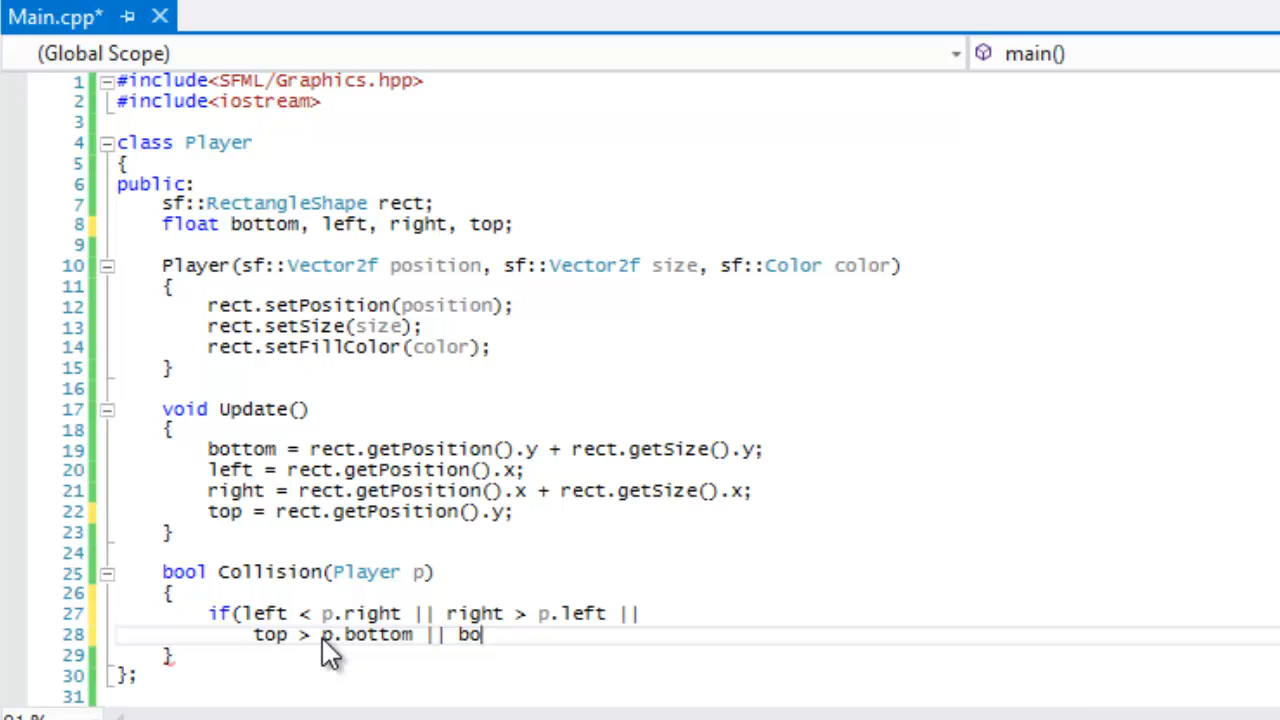 Main.cpp*
(Global Scope) main()
1 #include<SFML/Graphics.hpp>
2 #include<iostream>
3
4 class Player
5 {
6 public:
7 sf::RectangleShape rect;
8 float bottom, left, right, top;
9
10 Player(sf::Vector2f position, sf::Vector2f size, sf::Color color)
11 {
12 rect.setPosition(position);
13 rect.setSize(size);
14 rect.setFillColor(color);
15 }
16
17 void Update()
18 {
19 bottom = rect.getPosition().y + rect.getSize().y;
20 left = rect.getPosition().x;
21 right = rect.getPosition().x + rect.getSize().x;
22 top = rect.getPosition().y;
23 }
24
25 bool Collision(Player p)
26 {
27 if(left < p.right || right > p.left ||
28 top > p.bottom || bo
29 }
30 };
31